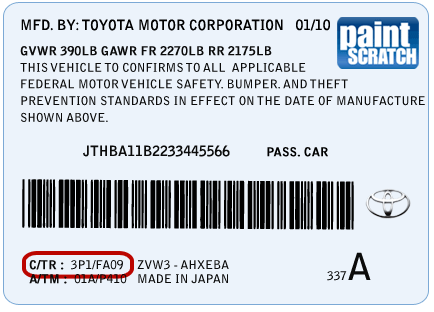 MFD. BY: TOYOTA MOTOR CORPORATION 01/10
paint
SCRATCH
GVWR 390LB GAWR FR 2270LB RR 2175LB
THIS VEHICLE TO CONFIRMS TO ALL APPLICABLE
FEDERAL MOTOR VEHICLE SAFETY. BUMPER. AND THEFT
PREVENTION STANDARDS IN EFFECT ON THE DATE OF MANUFACTURE
SHOWN ABOVE.
JTHBA11B2233445566 PASS. CAR
C/TR : 3P1/FA09 ZVW3 - AHXEBA
A/TM : 01A/P410 MADE IN JAPAN
337 A